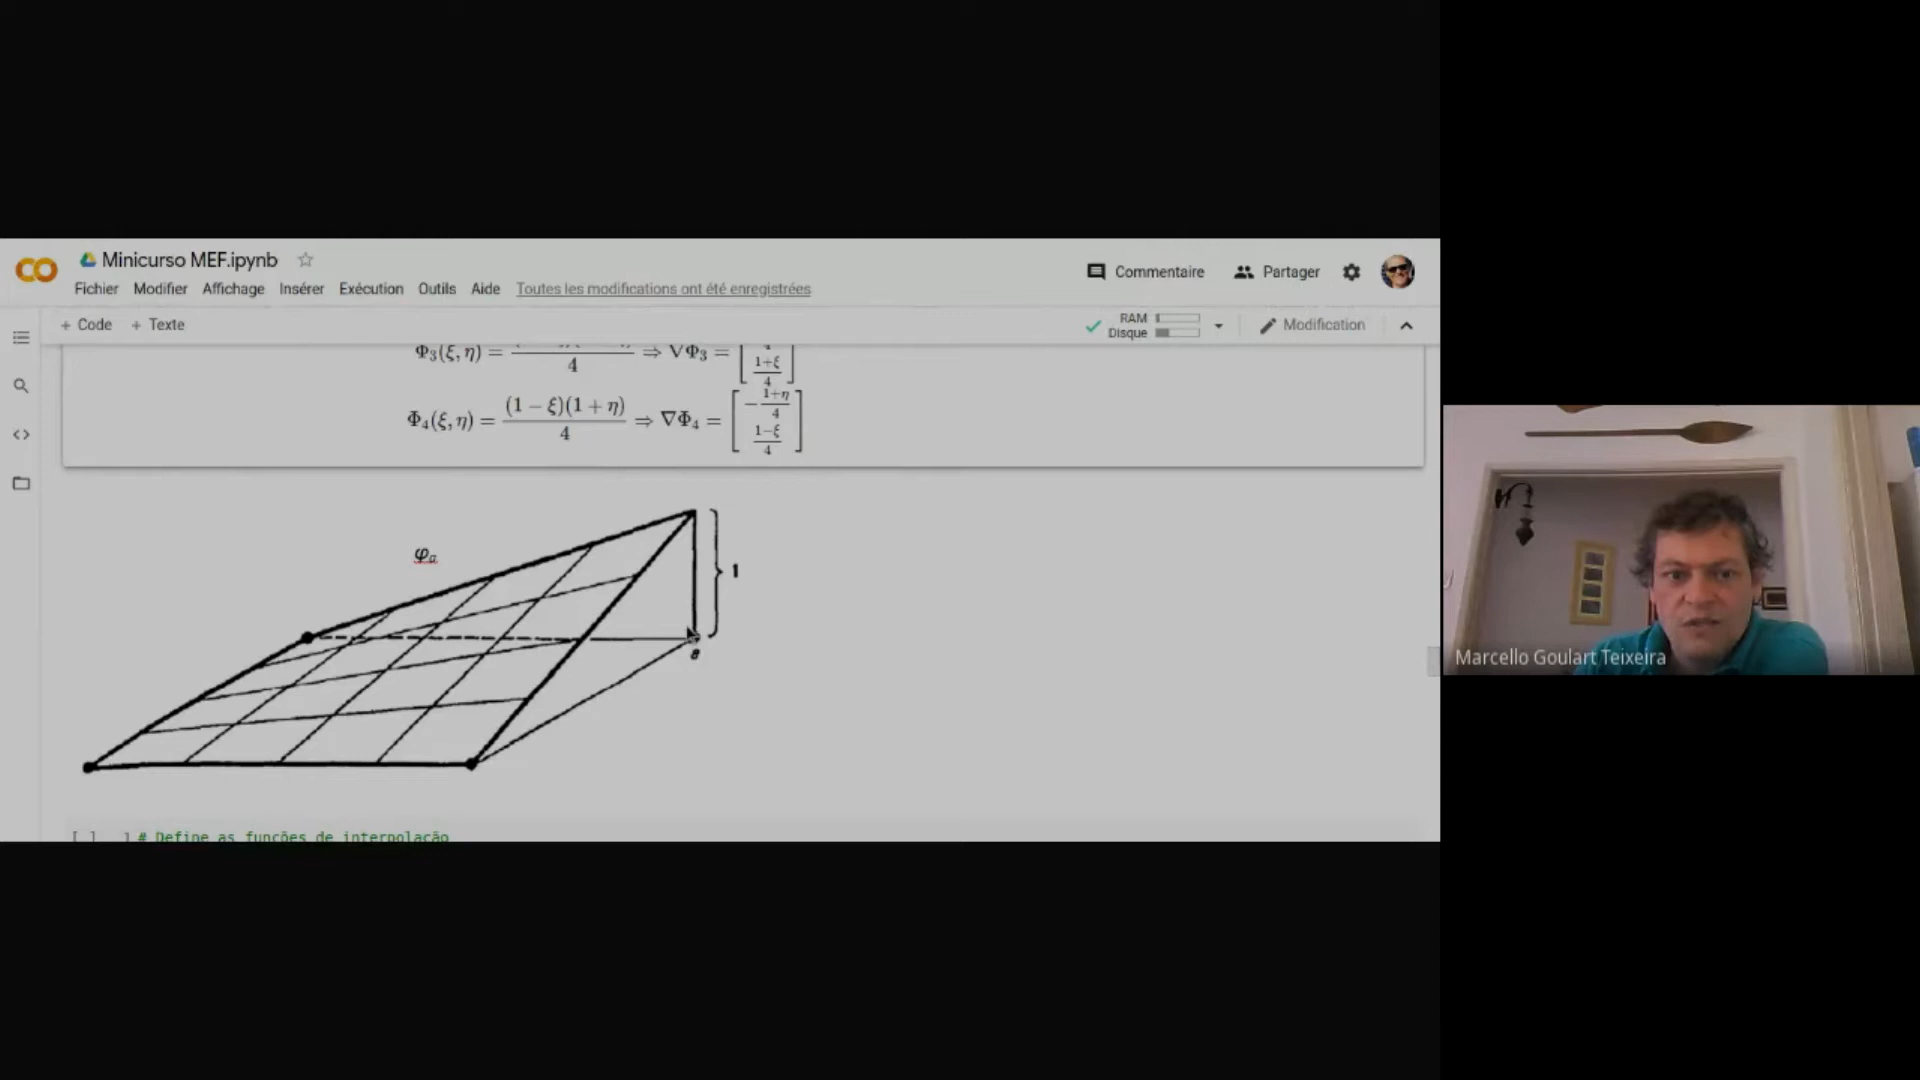 Minicurso MEF.ipynb
Commentaire Partager
Fichier Modifier Affichage Insérer Exécution Outils Aide Toutes les modifications ont été enregistrées
+ Code + Texte
RAM
Disque
Modification
Φ₃(ξ, η) = 4 ⇒ ∇Φ₃ = [ 1+ξ/4 ]
Φ₄(ξ, η) = (1 − ξ)(1 + η)/4 ⇒ ∇Φ₄ = [ −1+η/4 1−ξ/4 ]
φₐ
1
a
Marcello Goulart Teixeira
[ ] 1 # Define as funções de interpolação